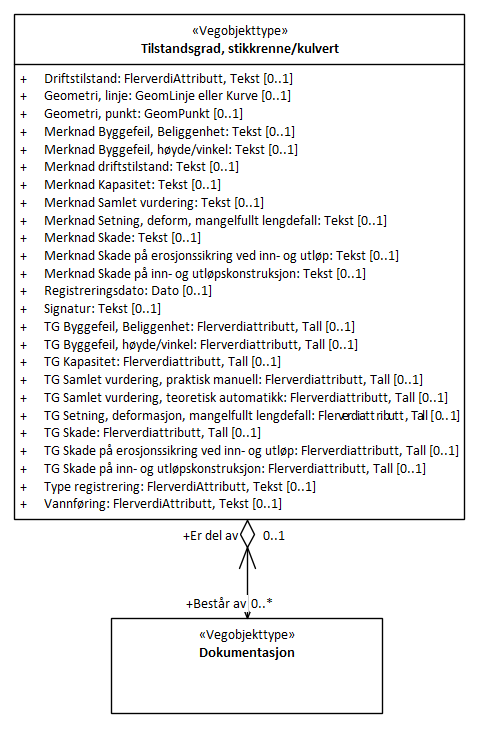 «Vegobjekttype»
Tilstandsgrad, stikkrenne/kulvert
+ Driftstilstand: FlerverdiAttributt, Tekst [0..1]
+ Geometri, linje: GeomLinje eller Kurve [0..1]
+ Geometri, punkt: GeomPunkt [0..1]
+ Merknad Byggefeil, Beliggenhet: Tekst [0..1]
+ Merknad Byggefeil, høyde/vinkel: Tekst [0..1]
+ Merknad driftstilstand: Tekst [0..1]
+ Merknad Kapasitet: Tekst [0..1]
+ Merknad Samlet vurdering: Tekst [0..1]
+ Merknad Setning, deform, mangelfullt lengdefall: Tekst [0..1]
+ Merknad Skade: Tekst [0..1]
+ Merknad Skade på erosjonssikring ved inn- og utløp: Tekst [0..1]
+ Merknad Skade på inn- og utløpskonstruksjon: Tekst [0..1]
+ Registreringsdato: Dato [0..1]
+ Signatur: Tekst [0..1]
+ TG Byggefeil, Beliggenhet: Flerverdiattributt, Tall [0..1]
+ TG Byggefeil, høyde/vinkel: Flerverdiattributt, Tall [0..1]
+ TG Kapasitet: Flerverdiattributt, Tall [0..1]
+ TG Samlet vurdering, praktisk manuell: Flerverdiattributt, Tall [0..1]
+ TG Samlet vurdering, teoretisk automatikk: Flerverdiattributt, Tall [0..1]
+ TG Setning, deformasjon, mangelfullt lengdefall: Flerverdiattributt, Tall [0..1]
+ TG Skade: Flerverdiattributt, Tall [0..1]
+ TG Skade på erosjonssikring ved inn- og utløp: Flerverdiattributt, Tall [0..1]
+ TG Skade på inn- og utløpskonstruksjon: Flerverdiattributt, Tall [0..1]
+ Type registrering: FlerverdiAttributt, Tekst [0..1]
+ Vannføring: FlerverdiAttributt, Tekst [0..1]
+Er del av 0..1
+Består av 0..*
«Vegobjekttype»
Dokumentasjon